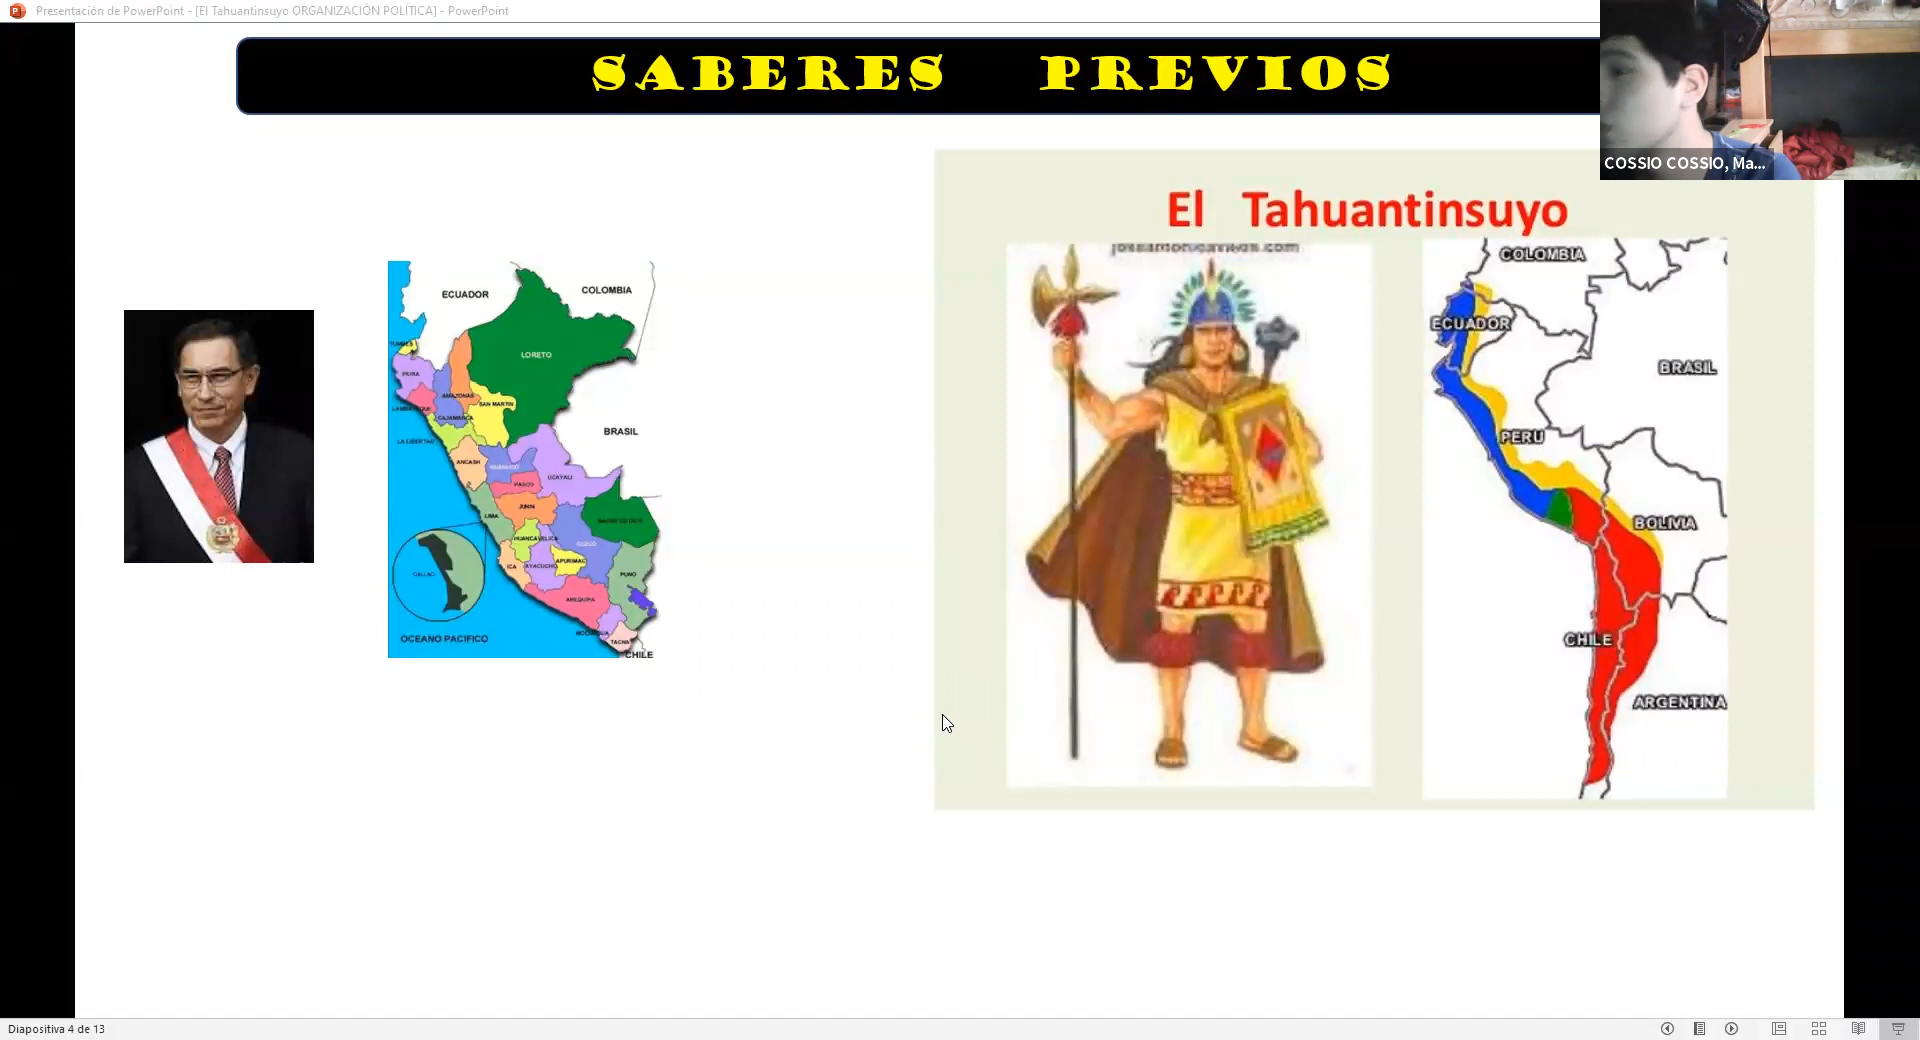 Presentación de PowerPoint - [El Tahuantinsuyo ORGANIZACIÓN POLÍTICA] - PowerPoint
SABERES PREVIOS
COSSIO COSSIO, Ma...
El Tahuantinsuyo
ECUADOR
COLOMBIA
TUMBES
LORETO
PIURA
AMAZONAS
SAN MARTIN
LAMBAYEQUE
CAJAMARCA
LA LIBERTAD
BRASIL
ANCASH
HUANUCO
UCAYALI
PASCO
JUNIN
LIMA
MADRE DE DIOS
HUANCAVELICA
CUSCO
ICA
AYACUCHO
APURIMAC
CALLAO
PUNO
AREQUIPA
MOQUEGUA
TACNA
OCEANO PACIFICO
CHILE
COLOMBIA
ECUADOR
BRASIL
PERU
BOLIVIA
CHILE
ARGENTINA
Diapositiva 4 de 13